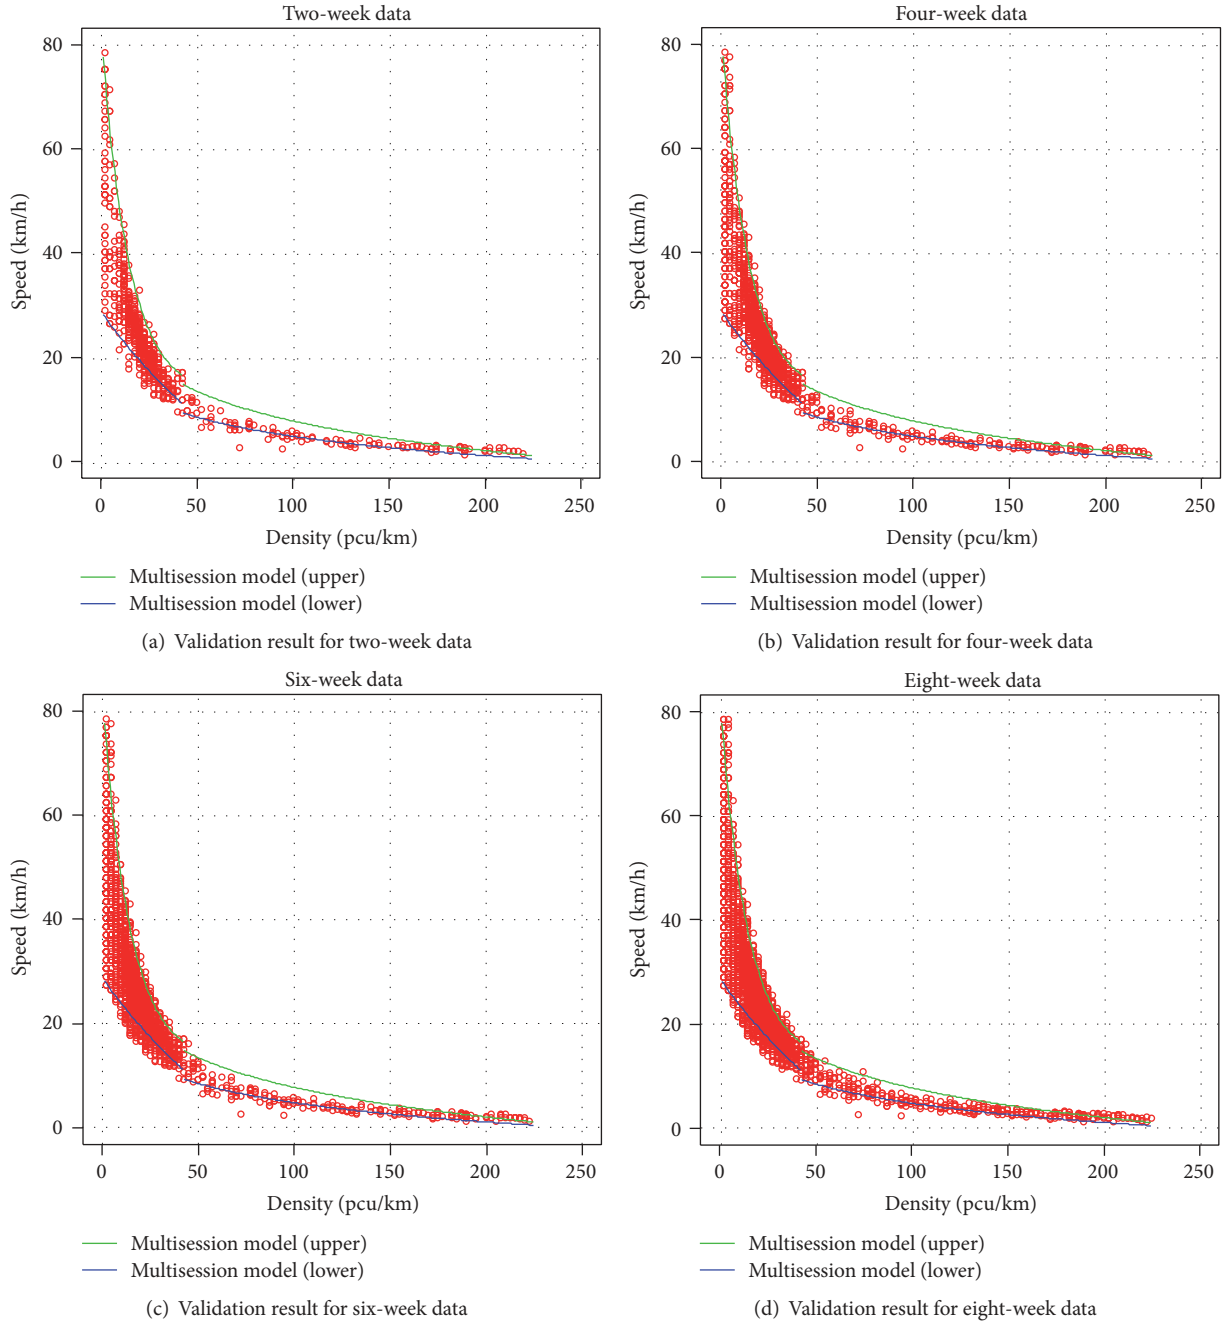 Two-week data
80
60
40
20
0
Speed (km/h)
0 50 100 150 200 250
Density (pcu/km)
Multisession model (upper)
Multisession model (lower)
(a) Validation result for two-week data
Four-week data
80
60
40
20
0
Speed (km/h)
0 50 100 150 200 250
Density (pcu/km)
Multisession model (upper)
Multisession model (lower)
(b) Validation result for four-week data
Six-week data
80
60
40
20
0
Speed (km/h)
0 50 100 150 200 250
Density (pcu/km)
Multisession model (upper)
Multisession model (lower)
(c) Validation result for six-week data
Eight-week data
80
60
40
20
0
Speed (km/h)
0 50 100 150 200 250
Density (pcu/km)
Multisession model (upper)
Multisession model (lower)
(d) Validation result for eight-week data